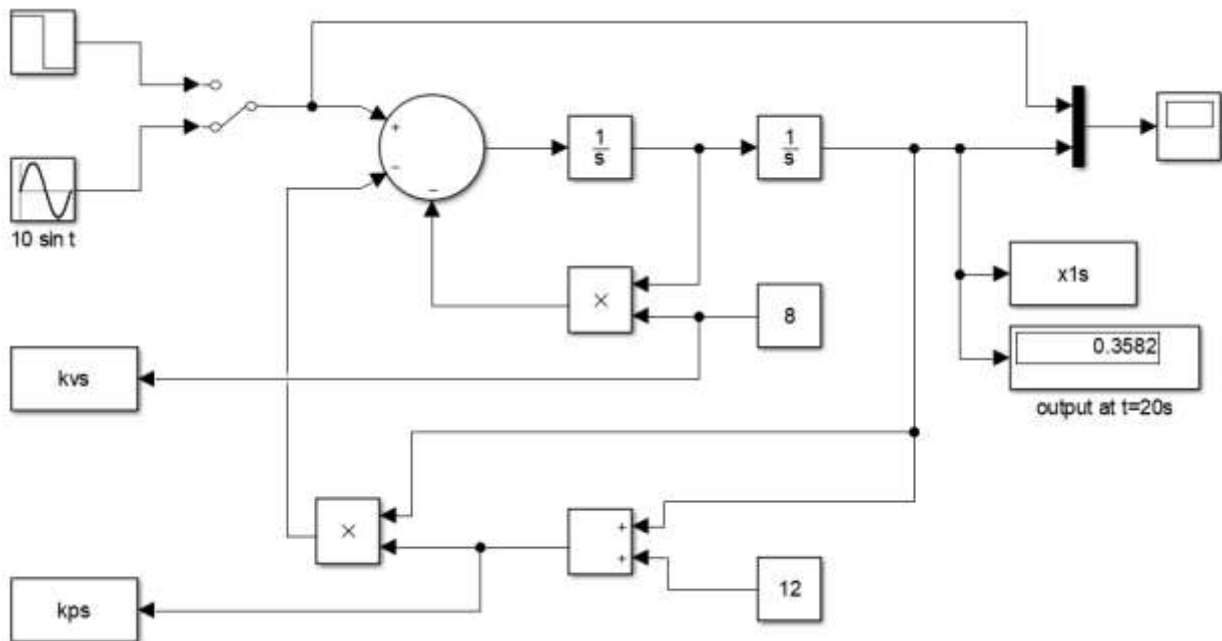 +
1
s
1
s
−
−
10 sin t
x1s
×
8
0.3582
kvs
output at t=20s
×
+
+
12
kps